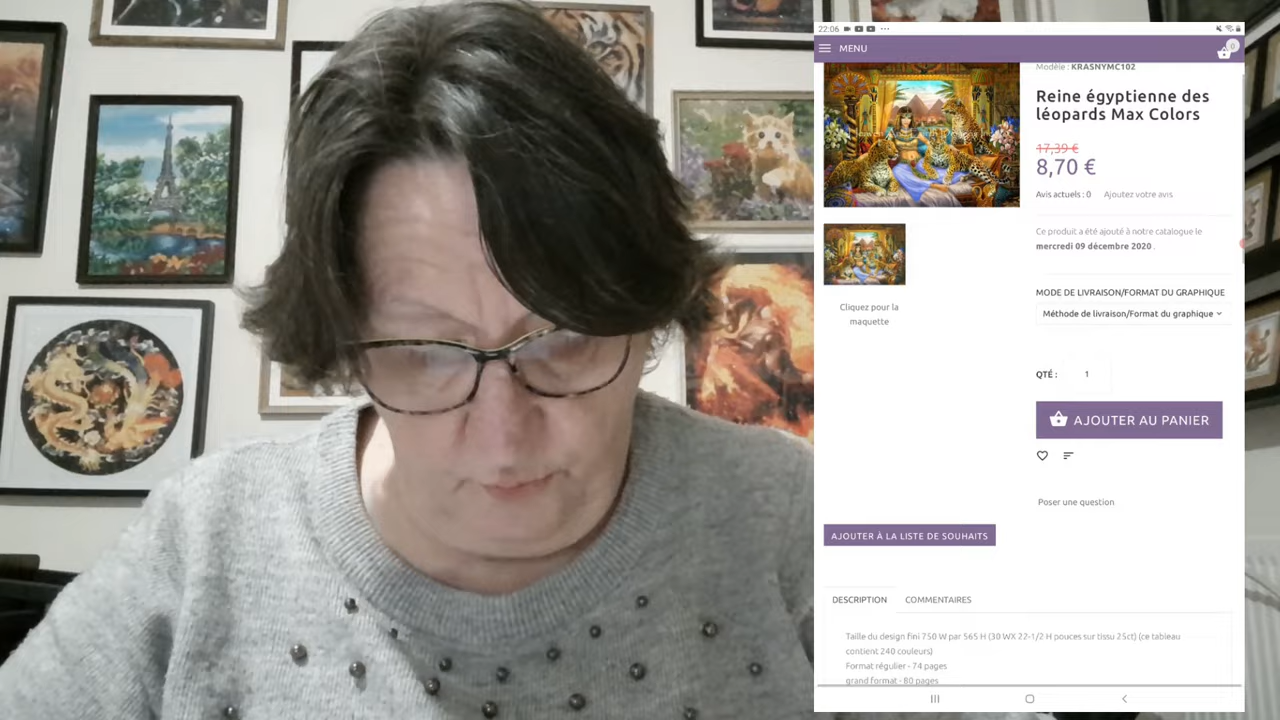 22:06
MENU
0
Modèle : KRASNYMC102
Reine égyptienne des
léopards Max Colors
17,39 €
8,70 €
Avis actuels : 0 Ajoutez votre avis
Ce produit a été ajouté à notre catalogue le
mercredi 09 décembre 2020 .
Cliquez pour la
maquette
MODE DE LIVRAISON/FORMAT DU GRAPHIQUE
Méthode de livraison/Format du graphique
QTÉ : 1
AJOUTER AU PANIER
Poser une question
AJOUTER À LA LISTE DE SOUHAITS
DESCRIPTION COMMENTAIRES
Taille du design fini 750 W par 565 H (30 WX 22-1/2 H pouces sur tissu 25ct) (ce tableau
contient 240 couleurs)
Format régulier - 74 pages
grand format - 80 pages